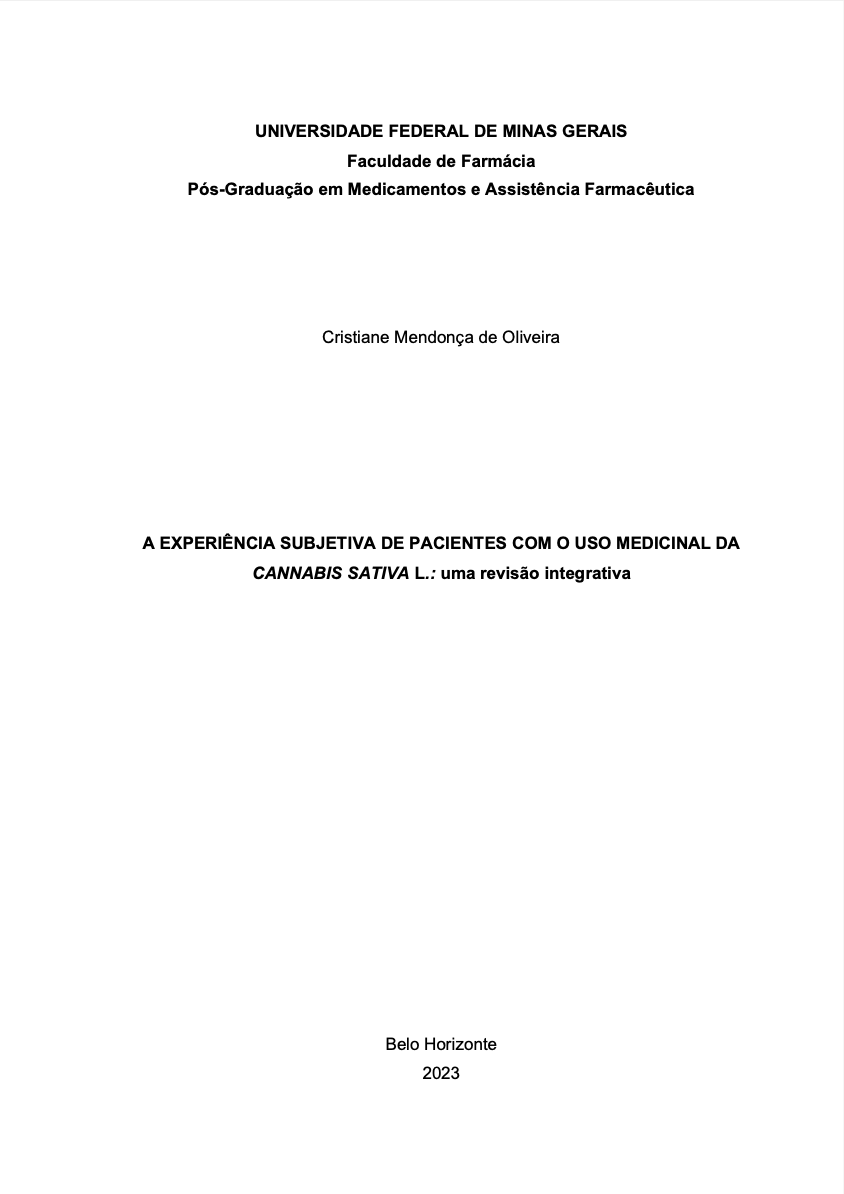 UNIVERSIDADE FEDERAL DE MINAS GERAIS
Faculdade de Farmácia
Pós-Graduação em Medicamentos e Assistência Farmacêutica
Cristiane Mendonça de Oliveira
A EXPERIÊNCIA SUBJETIVA DE PACIENTES COM O USO MEDICINAL DA
CANNABIS SATIVA L.: uma revisão integrativa
Belo Horizonte
2023